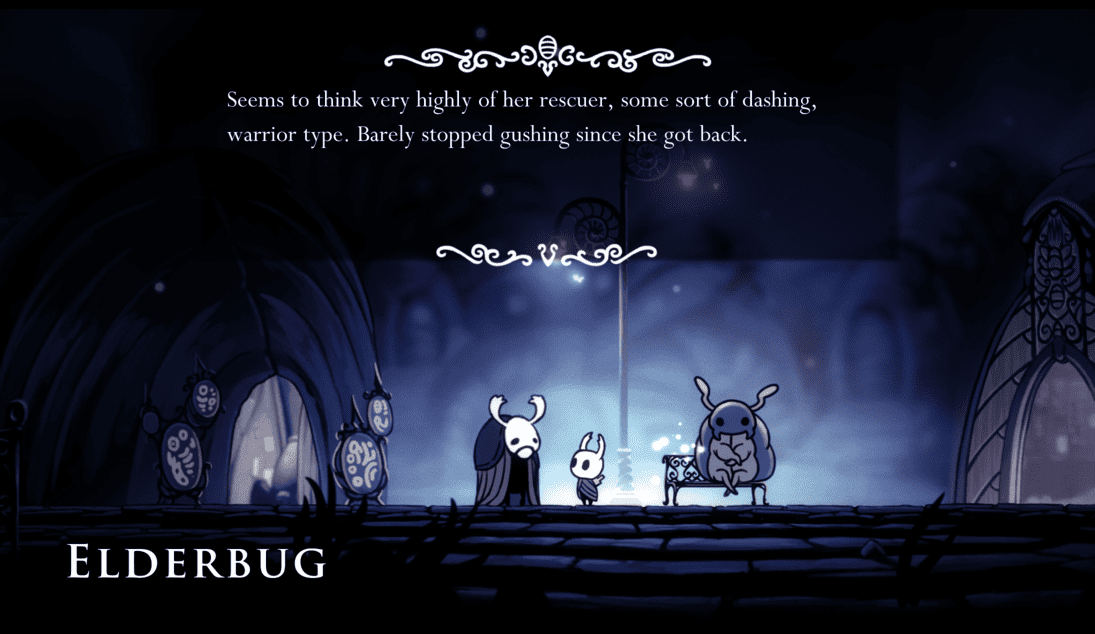 Seems to think very highly of her rescuer, some sort of dashing,
warrior type. Barely stopped gushing since she got back.
ELDERBUG